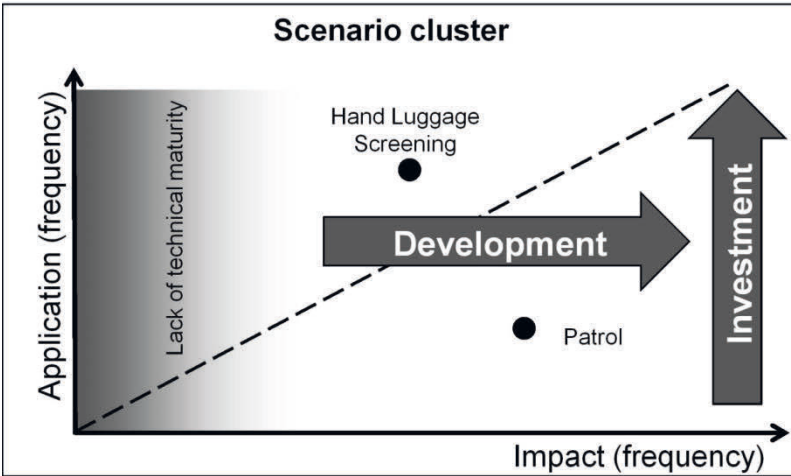 Scenario cluster
Application (frequency)
Lack of technical maturity
Hand Luggage
Screening
Development
Investment
Patrol
Impact (frequency)